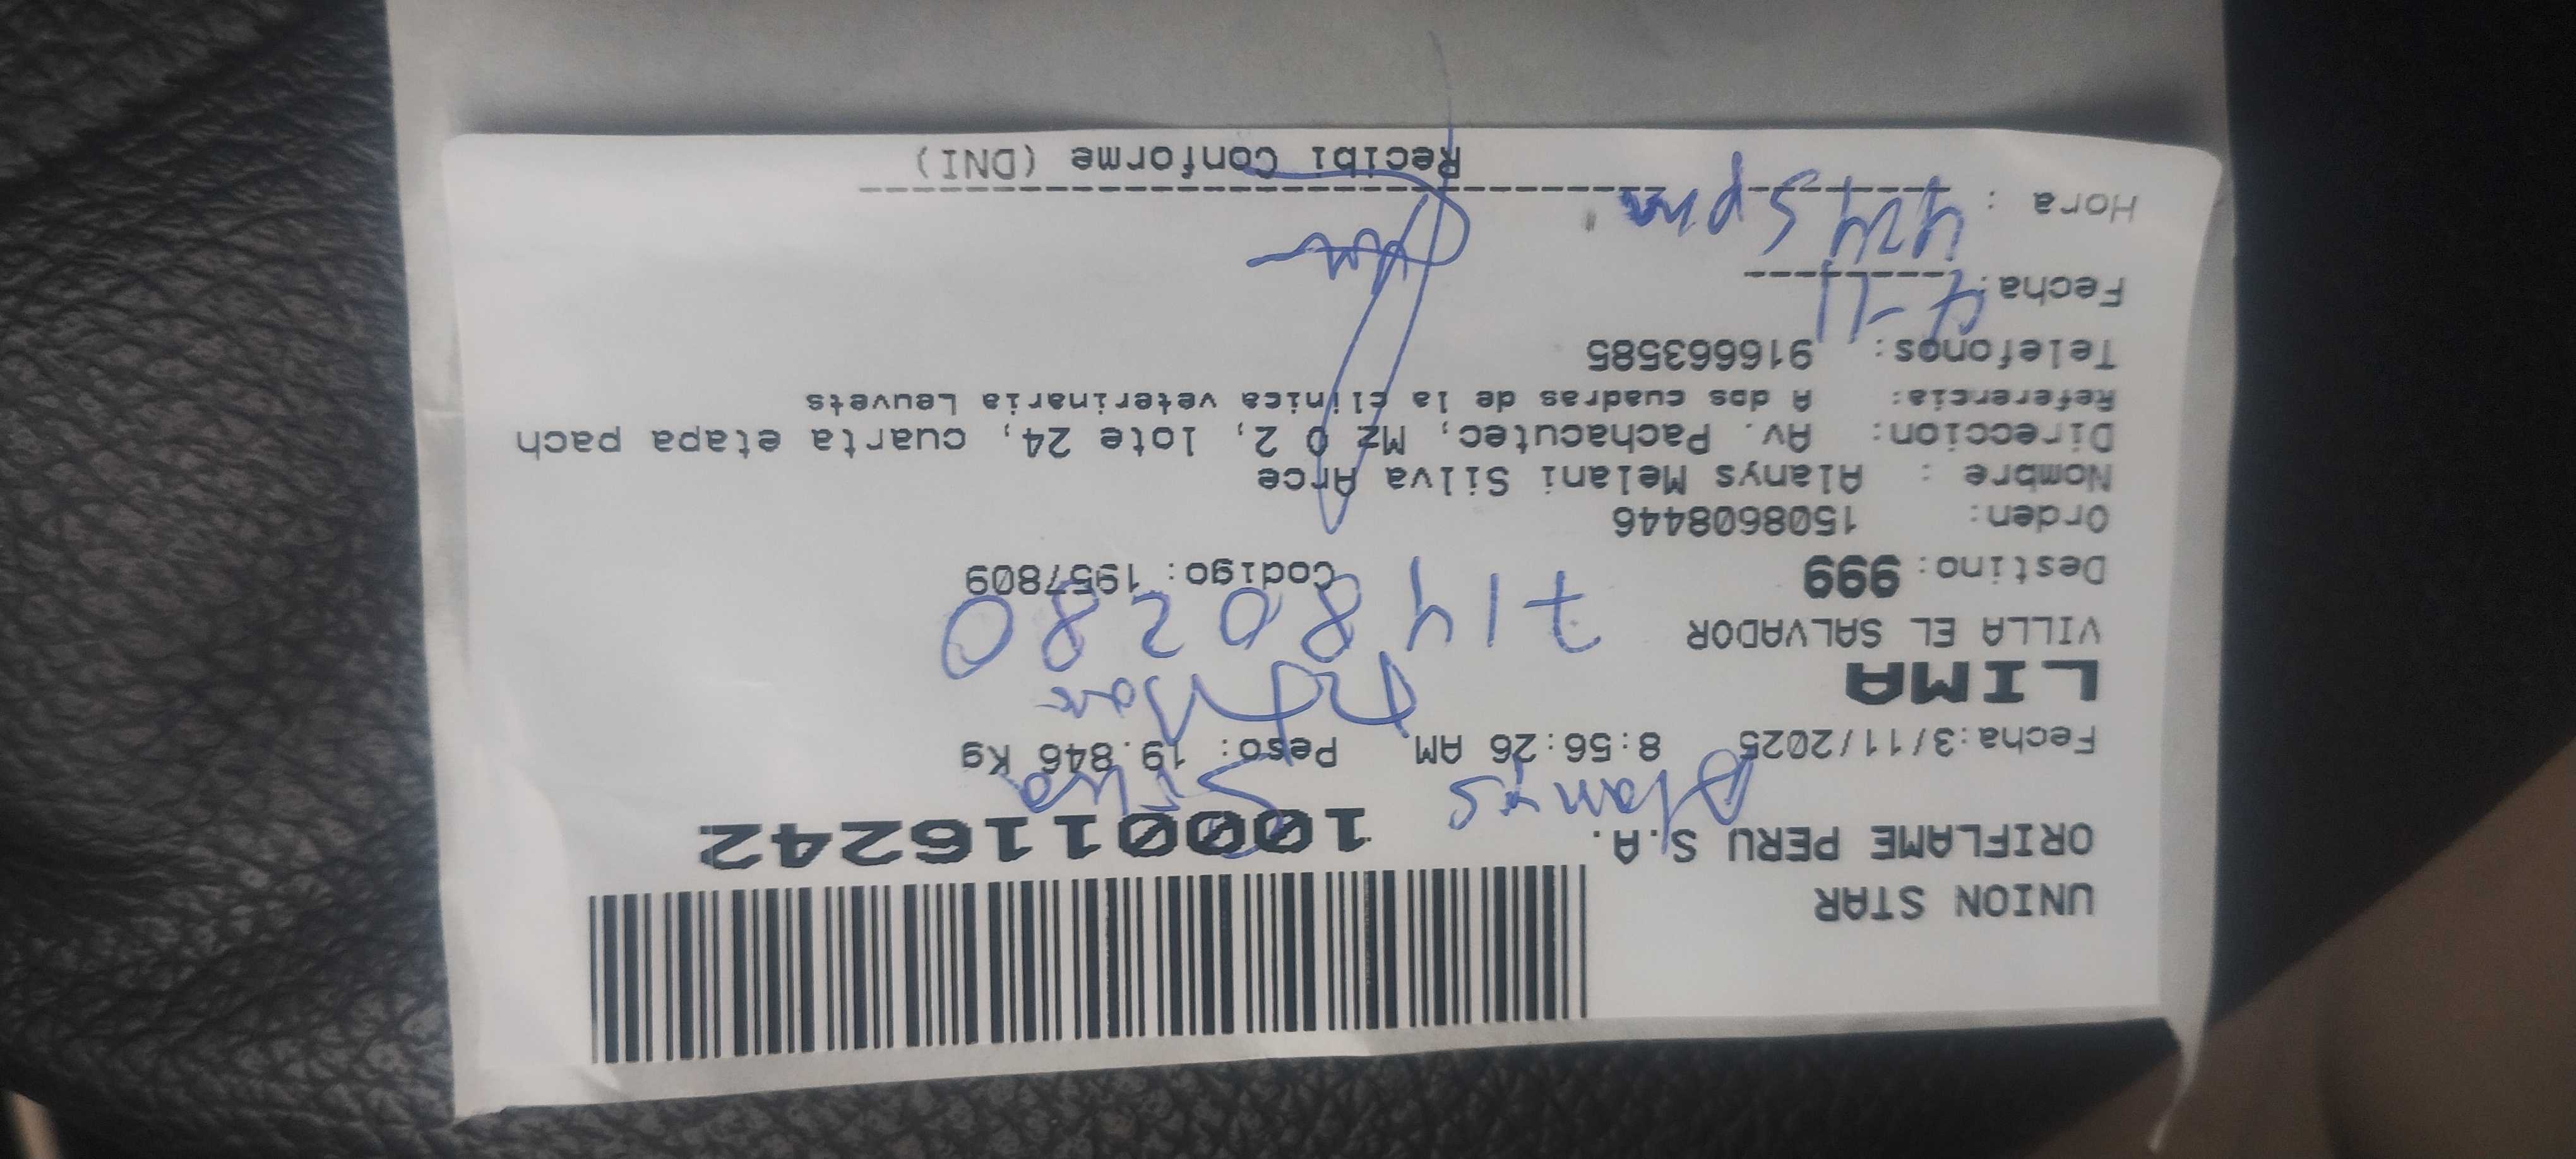 UNION STAR
ORIFLAME PERU S.A. 1000116242
Alanys Silva
Fecha:3/11/2025 8:56:26 AM Peso: 19.846 Kg
LIMA
VILLA EL SALVADOR
71480280
Destino: 999 Codigo: 1957809
Orden: 1508608446
Nombre : Alanys Melani Silva Arce
Direccion: Av. Pachacutec, Mz O 2, lote 24, cuarta etapa pach
Referencia: A dos cuadras de la clinica veterinaria Leuvets
Telefonos: 916663585
Fecha: 4-11
Hora : pm
Recibi Conforme (DNI)